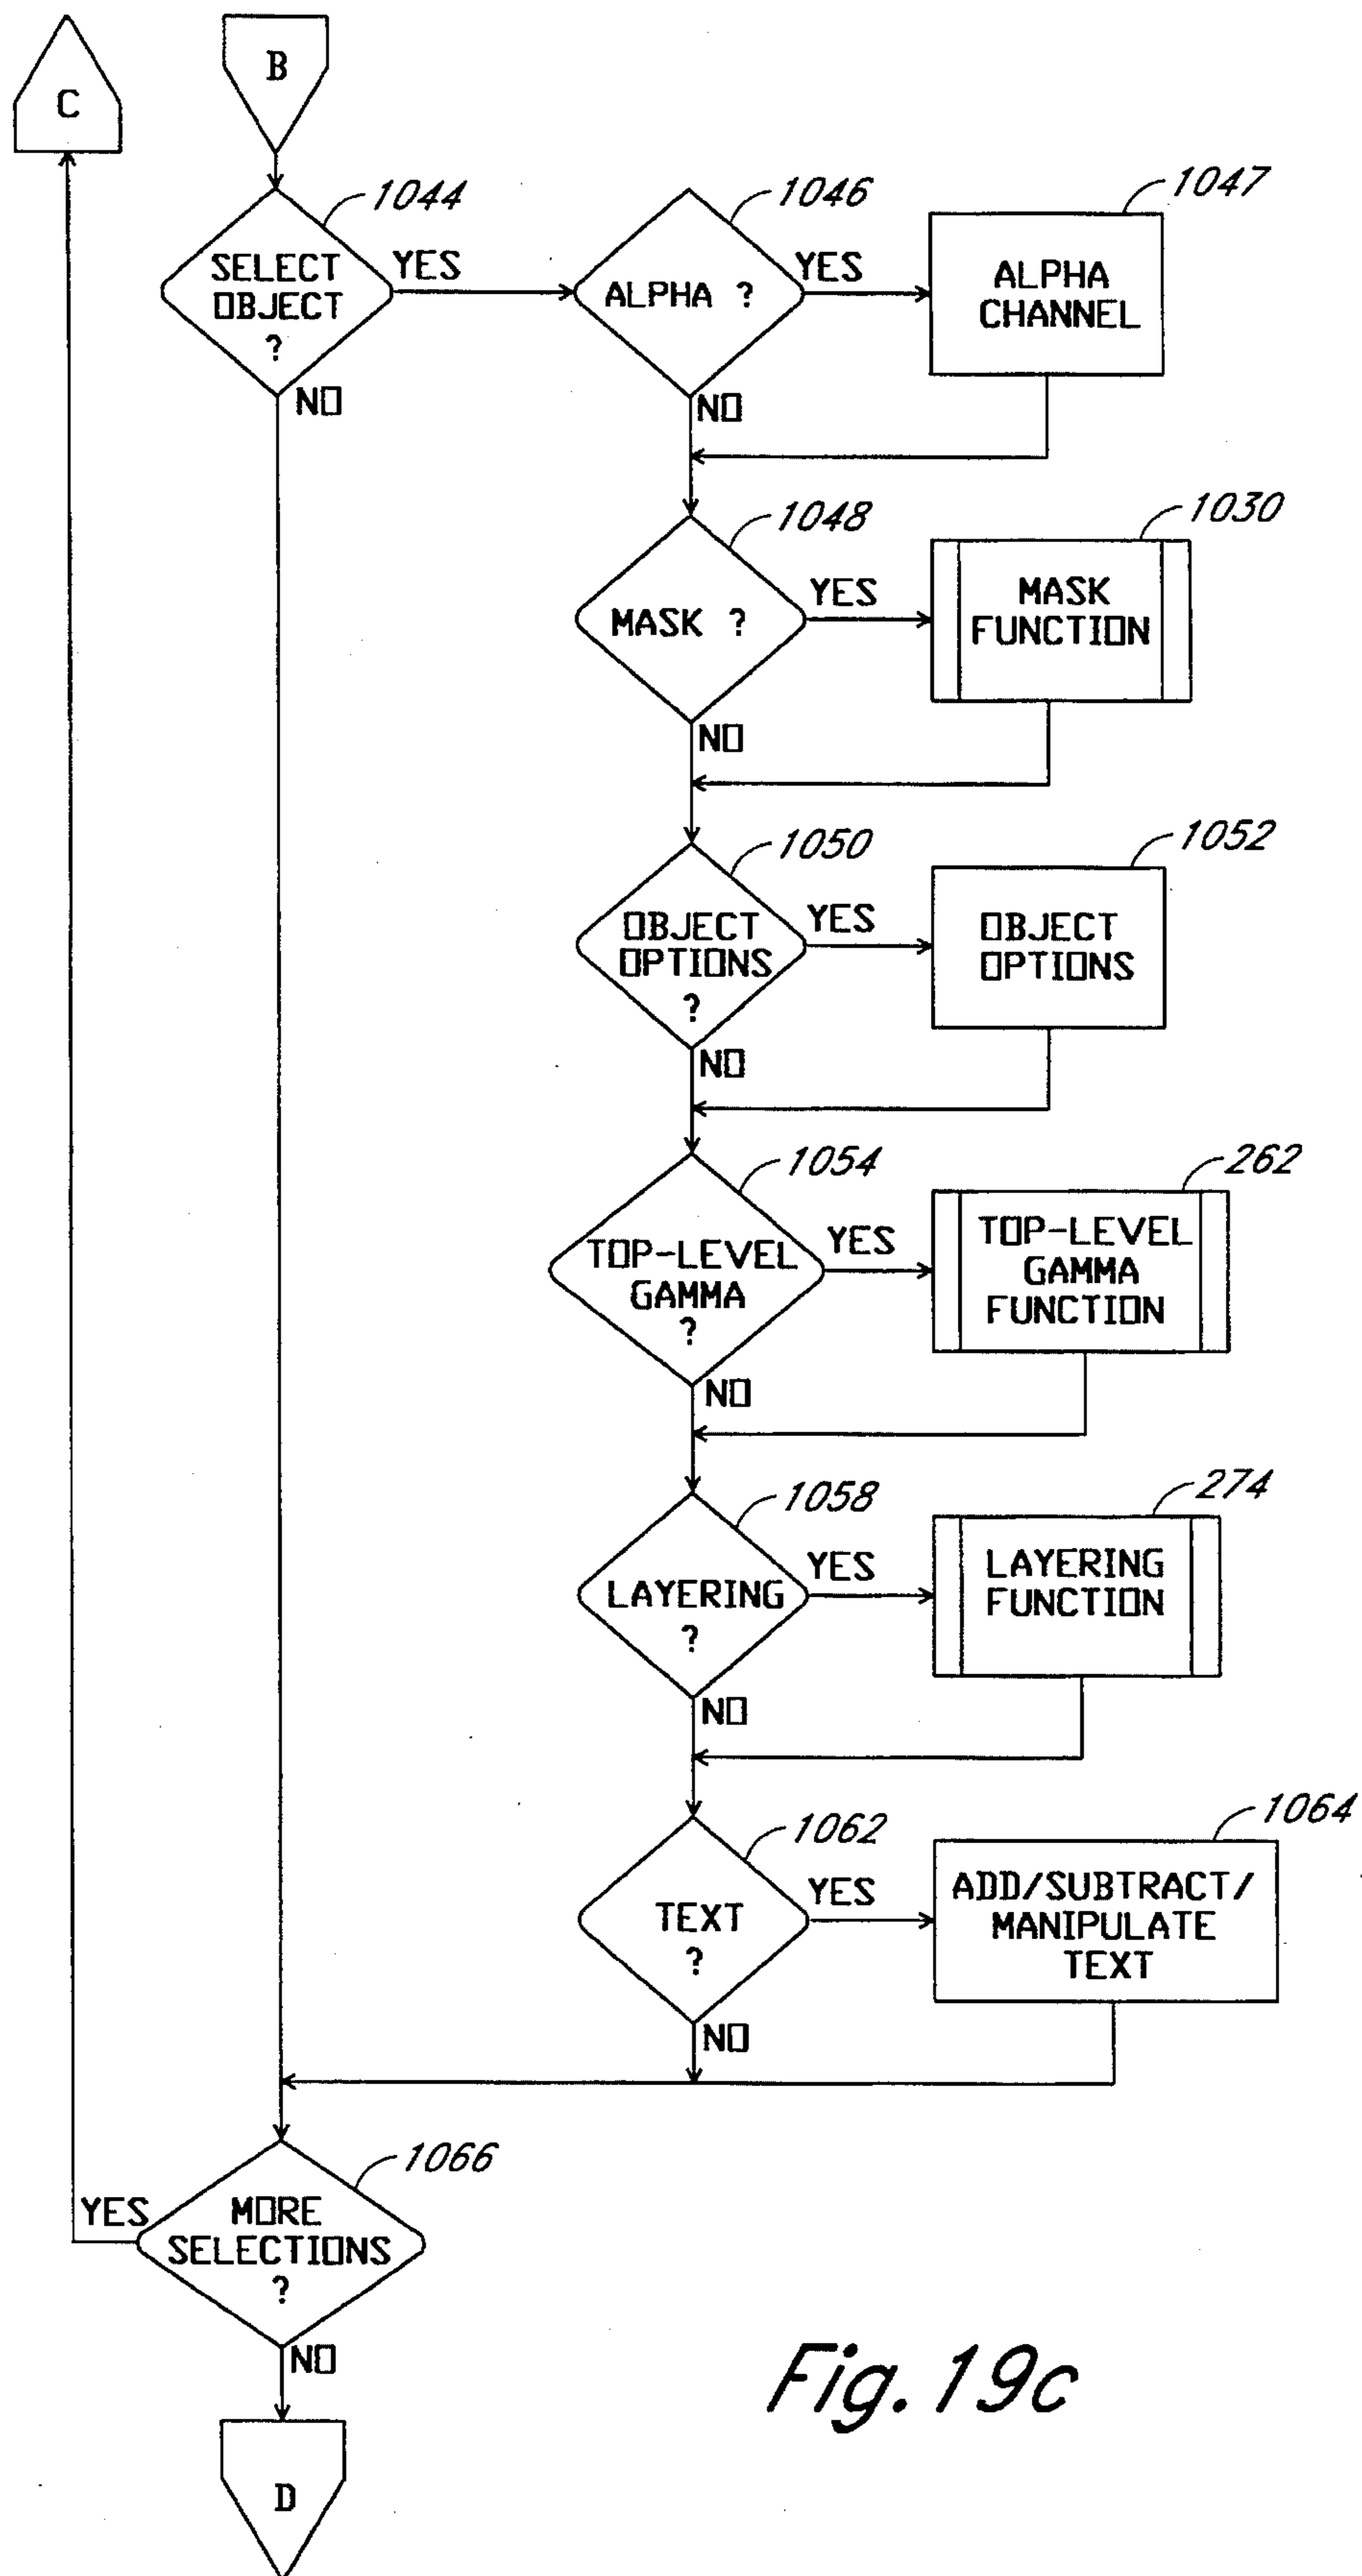 C
B
1044
SELECT
OBJECT
?
YES
NO
1046
ALPHA ?
YES
NO
1047
ALPHA
CHANNEL
1048
MASK ?
YES
NO
1030
MASK
FUNCTION
1050
OBJECT
OPTIONS
?
YES
NO
1052
OBJECT
OPTIONS
1054
TOP-LEVEL
GAMMA
?
YES
NO
262
TOP-LEVEL
GAMMA
FUNCTION
1058
LAYERING
?
YES
NO
274
LAYERING
FUNCTION
1062
TEXT
?
YES
NO
1064
ADD/SUBTRACT/
MANIPULATE
TEXT
1066
MORE
SELECTIONS
?
YES
NO
D
Fig. 19c